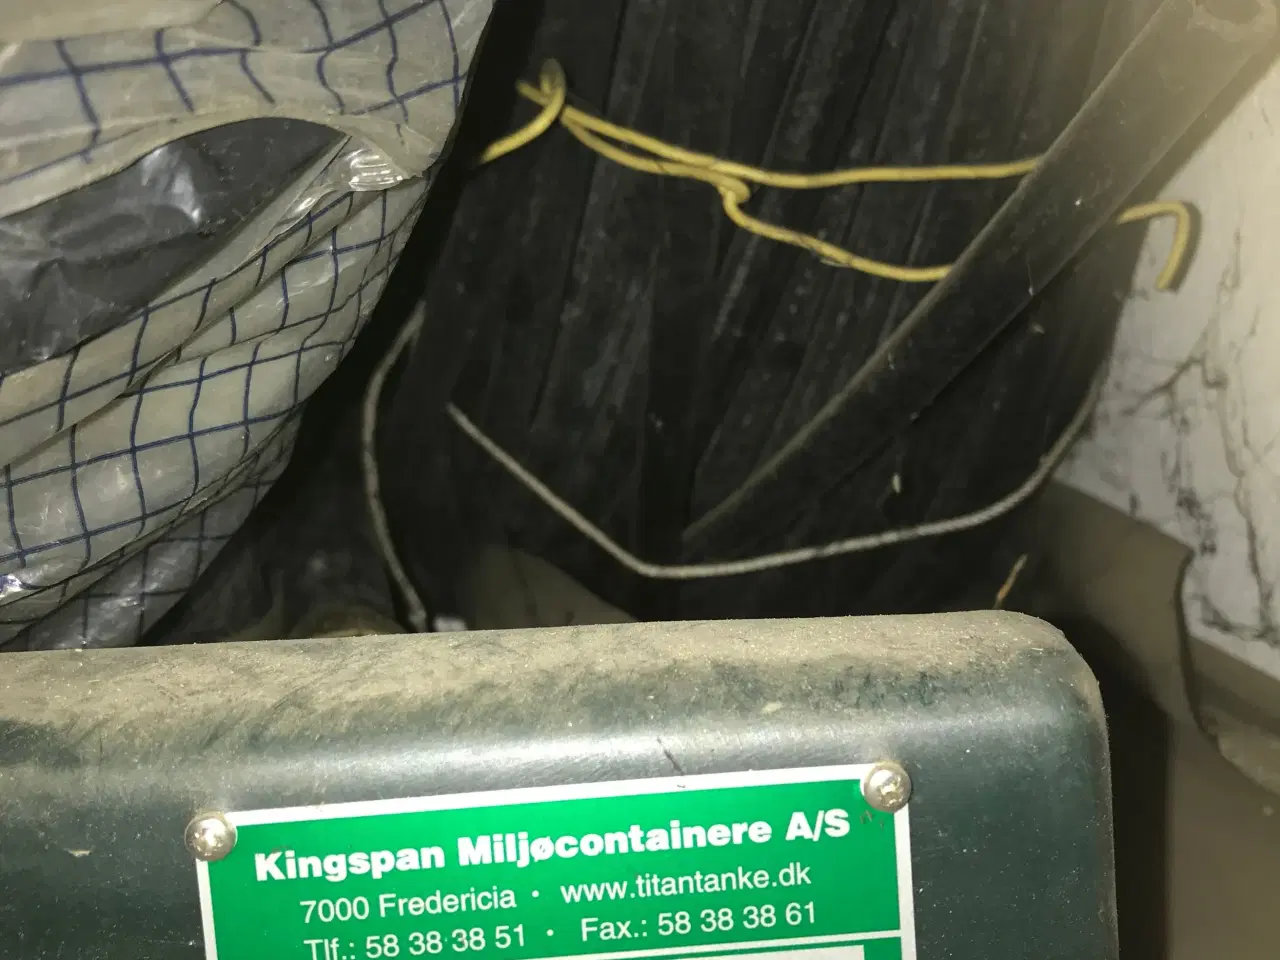 Kingspan Miljøcontainere A/S
7000 Fredericia • www.titantanke.dk
Tlf.: 58 38 38 51 • Fax.: 58 38 38 61